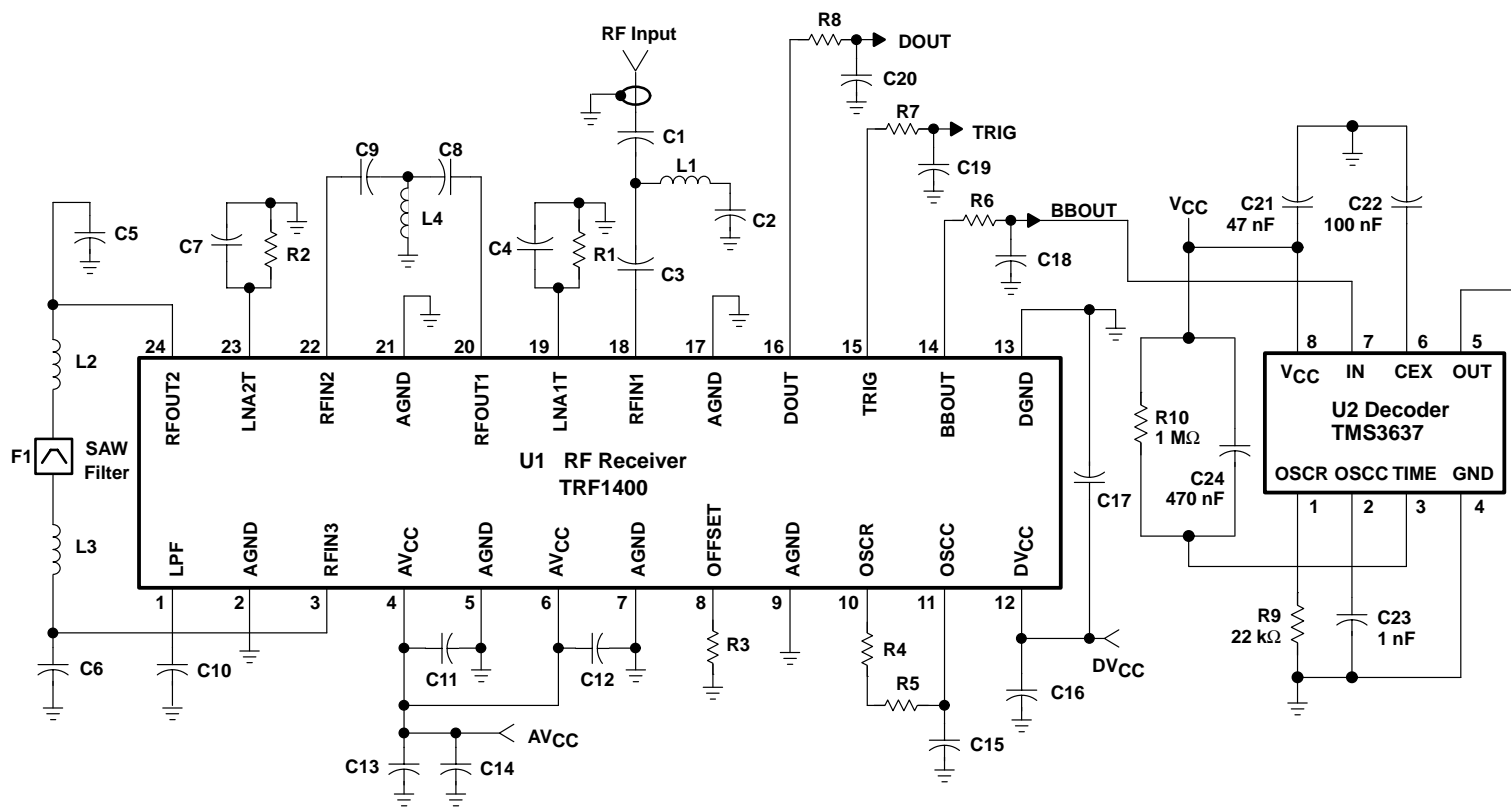 R8
DOUT
RF Input
C20
R7
TRIG
C1
C19
C9
C8
L1
R6
BBOUT
VCC
C21
47 nF
C22
100 nF
L4
C2
C5
C7
R2
C4
R1
C3
C18
24
23
22
21
20
19
18
17
16
15
14
13
8
7
6
5
L2
RFOUT2
LNA2T
RFIN2
AGND
RFOUT1
LNA1T
RFIN1
AGND
DOUT
TRIG
BBOUT
DGND
VCC
IN
CEX
OUT
R10
1 MΩ
U2 Decoder
TMS3637
F1
SAW
Filter
U1 RF Receiver
TRF1400
C17
C24
470 nF
OSCR
OSCC
TIME
GND
L3
LPF
AGND
RFIN3
AVCC
AGND
AVCC
AGND
OFFSET
AGND
OSCR
OSCC
DVCC
1
2
3
4
1
2
3
4
5
6
7
8
9
10
11
12
R9
22 kΩ
C23
1 nF
C6
C10
C11
C12
R3
R4
R5
C16
DVCC
AVCC
C13
C14
C15